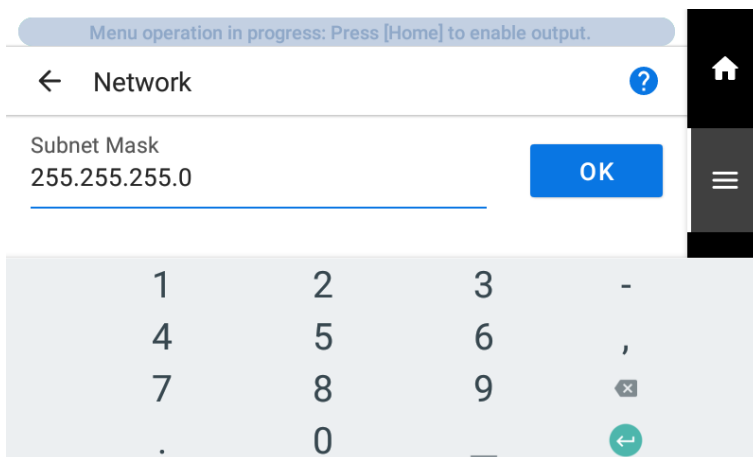 Menu operation in progress: Press [Home] to enable output.
Network
?
Subnet Mask
255.255.255.0
OK
1 2 3 -
4 5 6 ,
7 8 9
. 0 _